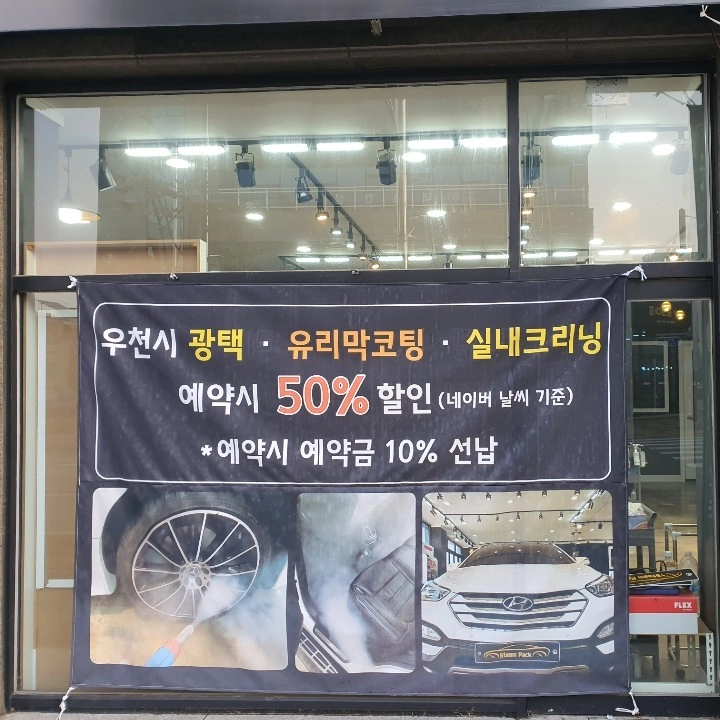 우천시 광택 · 유리막코팅 · 실내크리닝
예약시 50% 할인 (네이버 날씨 기준)
*예약시 예약금 10% 선납
Steam Pack
FLEX